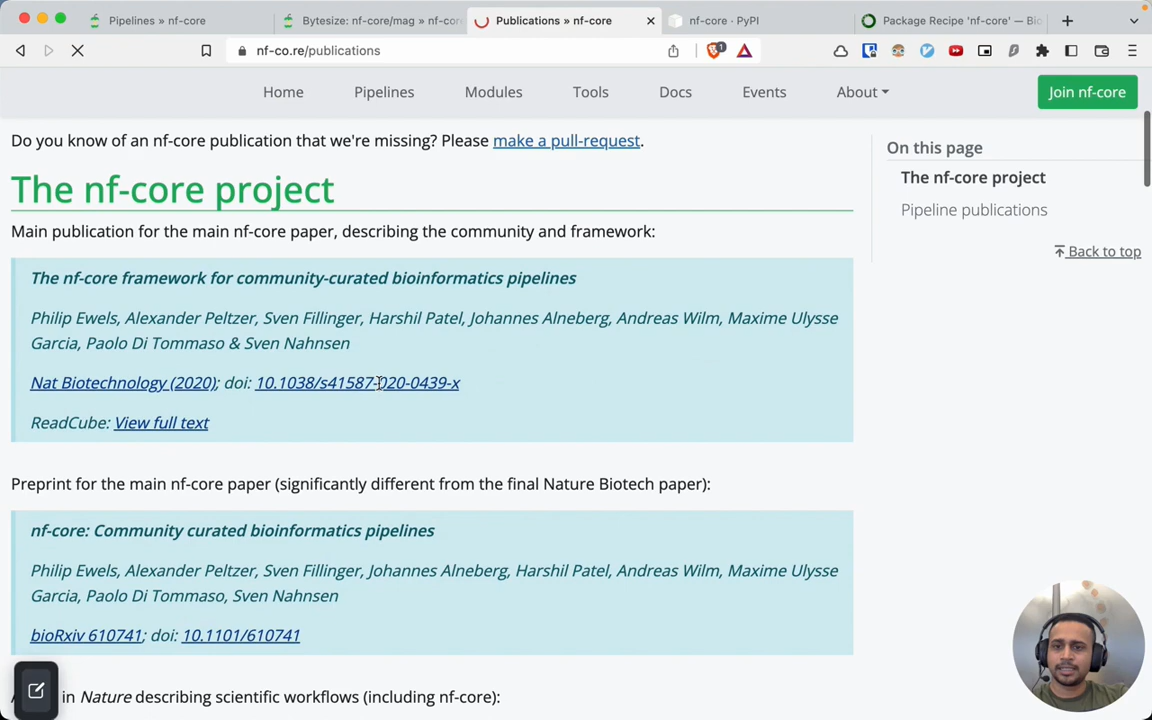 Pipelines » nf-core
Bytesize: nf-core/mag » nf-cor
Publications » nf-core
nf-core · PyPI
Package Recipe 'nf-core' — Bio
nf-co.re/publications
1
Home
Pipelines
Modules
Tools
Docs
Events
About
Join nf-core
Do you know of an nf-core publication that we're missing? Please make a pull-request.
The nf-core project
Main publication for the main nf-core paper, describing the community and framework:
The nf-core framework for community-curated bioinformatics pipelines
Philip Ewels, Alexander Peltzer, Sven Fillinger, Harshil Patel, Johannes Alneberg, Andreas Wilm, Maxime Ulysse
Garcia, Paolo Di Tommaso & Sven Nahnsen
Nat Biotechnology (2020); doi: 10.1038/s41587-020-0439-x
ReadCube: View full text
Preprint for the main nf-core paper (significantly different from the final Nature Biotech paper):
nf-core: Community curated bioinformatics pipelines
Philip Ewels, Alexander Peltzer, Sven Fillinger, Johannes Alneberg, Harshil Patel, Andreas Wilm, Maxime Ulysse
Garcia, Paolo Di Tommaso, Sven Nahnsen
bioRxiv 610741; doi: 10.1101/610741
in Nature describing scientific workflows (including nf-core):
On this page
The nf-core project
Pipeline publications
Back to top